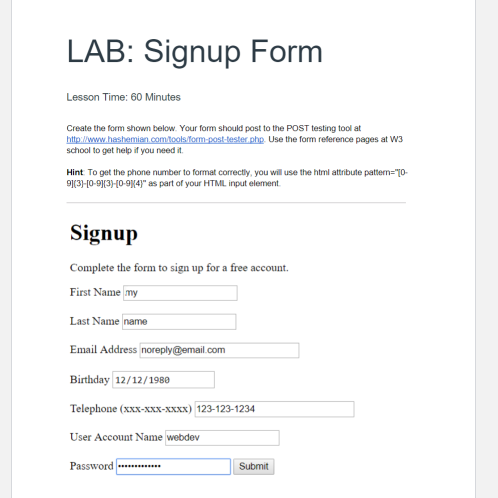 LAB: Signup Form
Lesson Time: 60 Minutes
Create the form shown below. Your form should post to the POST testing tool at
http://www.hashemian.com/tools/form-post-tester.php. Use the form reference pages at W3
school to get help if you need it.
Hint: To get the phone number to format correctly, you will use the html attribute pattern="[0-
9]{3}-[0-9]{3}-[0-9]{4}" as part of your HTML input element.
Signup
Complete the form to sign up for a free account.
First Name my
Last Name name
Email Address noreply@email.com
Birthday 12/12/1980
Telephone (xxx-xxx-xxxx) 123-123-1234
User Account Name webdev
Password ••••••••••••• Submit